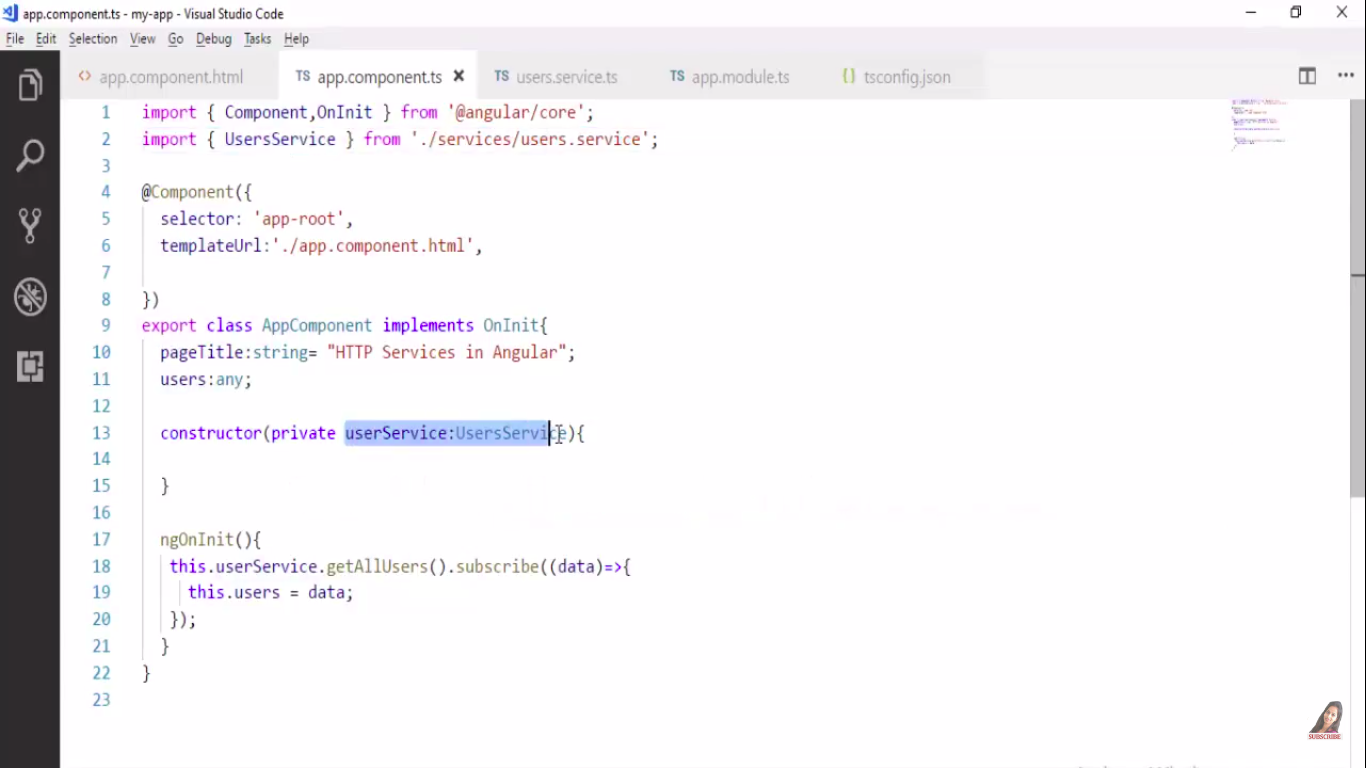 app.component.ts - my-app - Visual Studio Code
File Edit Selection View Go Debug Tasks Help
<> app.component.html TS app.component.ts × TS users.service.ts TS app.module.ts {} tsconfig.json
1 import { Component,OnInit } from '@angular/core';
2 import { UsersService } from './services/users.service';
3
4 @Component({
5 selector: 'app-root',
6 templateUrl:'./app.component.html',
7
8 })
9 export class AppComponent implements OnInit{
10 pageTitle:string= "HTTP Services in Angular";
11 users:any;
12
13 constructor(private userService:UsersService){
14
15 }
16
17 ngOnInit(){
18 this.userService.getAllUsers().subscribe((data)=>{
19 this.users = data;
20 });
21 }
22 }
23
SUBSCRIBE